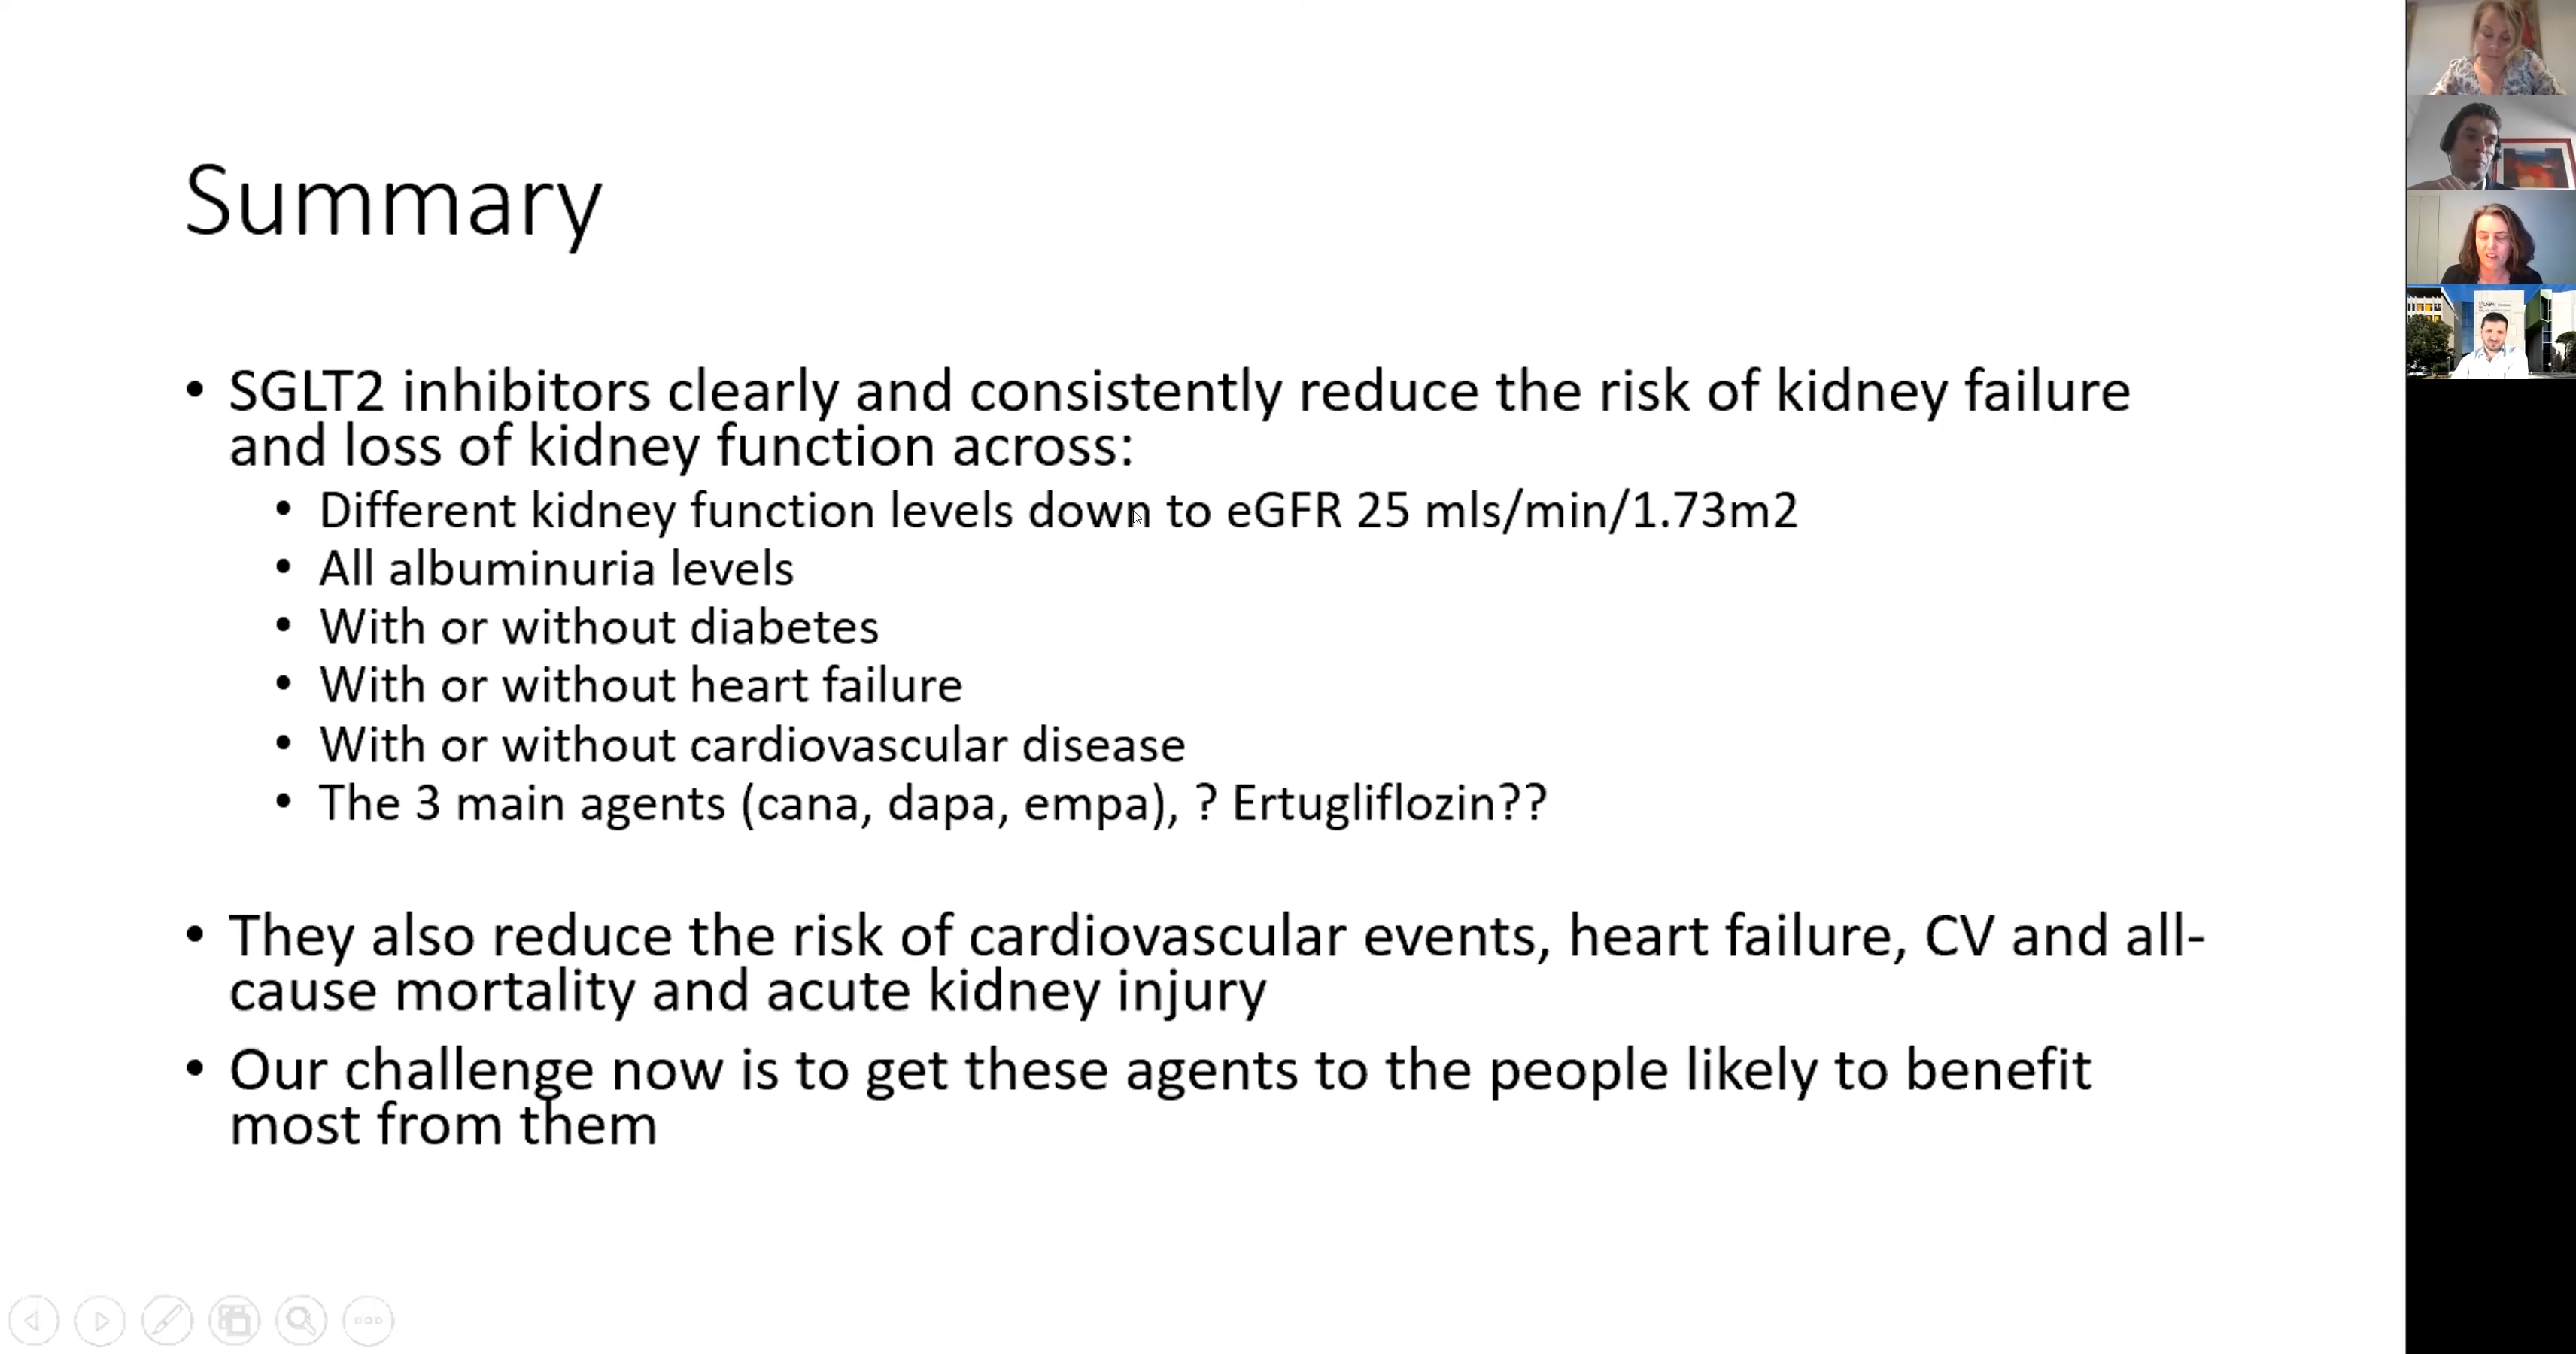 Summary
• SGLT2 inhibitors clearly and consistently reduce the risk of kidney failure
and loss of kidney function across:
• Different kidney function levels down to eGFR 25 mls/min/1.73m2
• All albuminuria levels
• With or without diabetes
• With or without heart failure
• With or without cardiovascular disease
• The 3 main agents (cana, dapa, empa), ? Ertugliflozin??
• They also reduce the risk of cardiovascular events, heart failure, CV and all-
cause mortality and acute kidney injury
• Our challenge now is to get these agents to the people likely to benefit
most from them